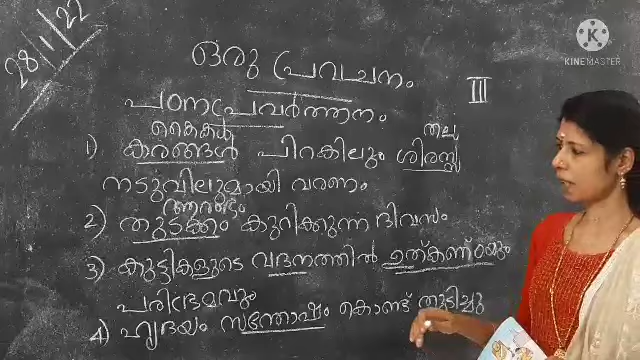 28/1/22
KINEMASTER
ഒരു പ്രവചനം.
III
പഠനപ്രവർത്തനം.
കൈകൾ തല
1) കരങ്ങൾ പിറകിലും ശിരസ്സ്
നടുവിലുമായി വരണം
ആരംഭം
2) തുടക്കം കുറിക്കുന്ന ദിവസം
3) കുട്ടികളുടെ വദനത്തിൽ ഉത്കണ്ഠയും
പരിഭ്രമവും
4) ഹൃദയം സന്തോഷം കൊണ്ട് തുടിച്ചു